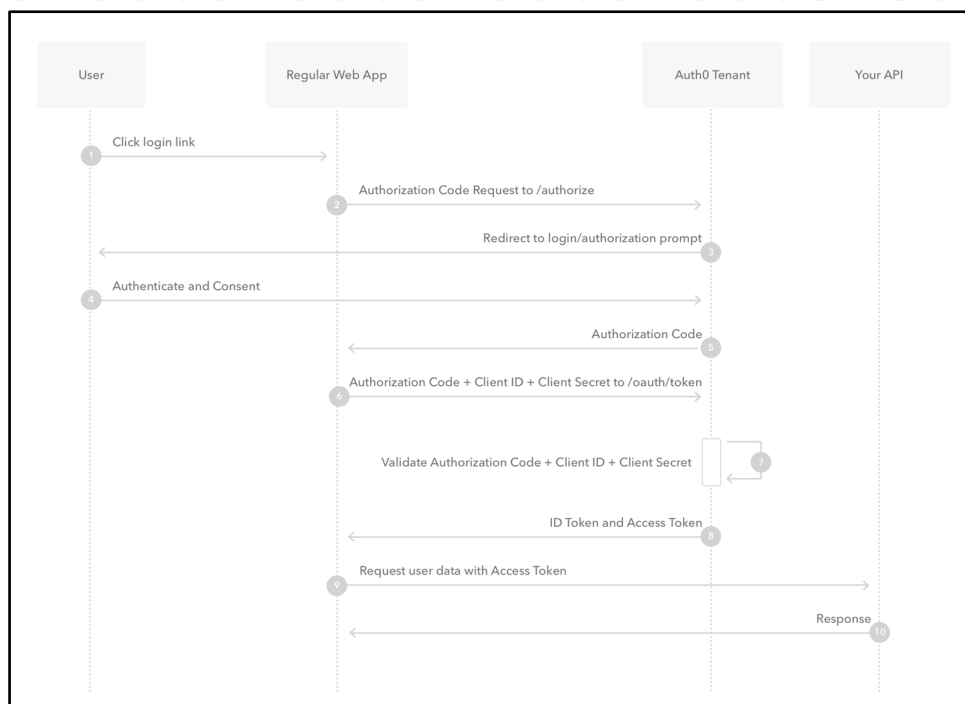 User
Regular Web App
Auth0 Tenant
Your API
Click login link
1
Authorization Code Request to /authorize
2
Redirect to login/authorization prompt
3
Authenticate and Consent
4
Authorization Code
5
Authorization Code + Client ID + Client Secret to /oauth/token
6
Validate Authorization Code + Client ID + Client Secret
7
ID Token and Access Token
8
Request user data with Access Token
9
Response
10